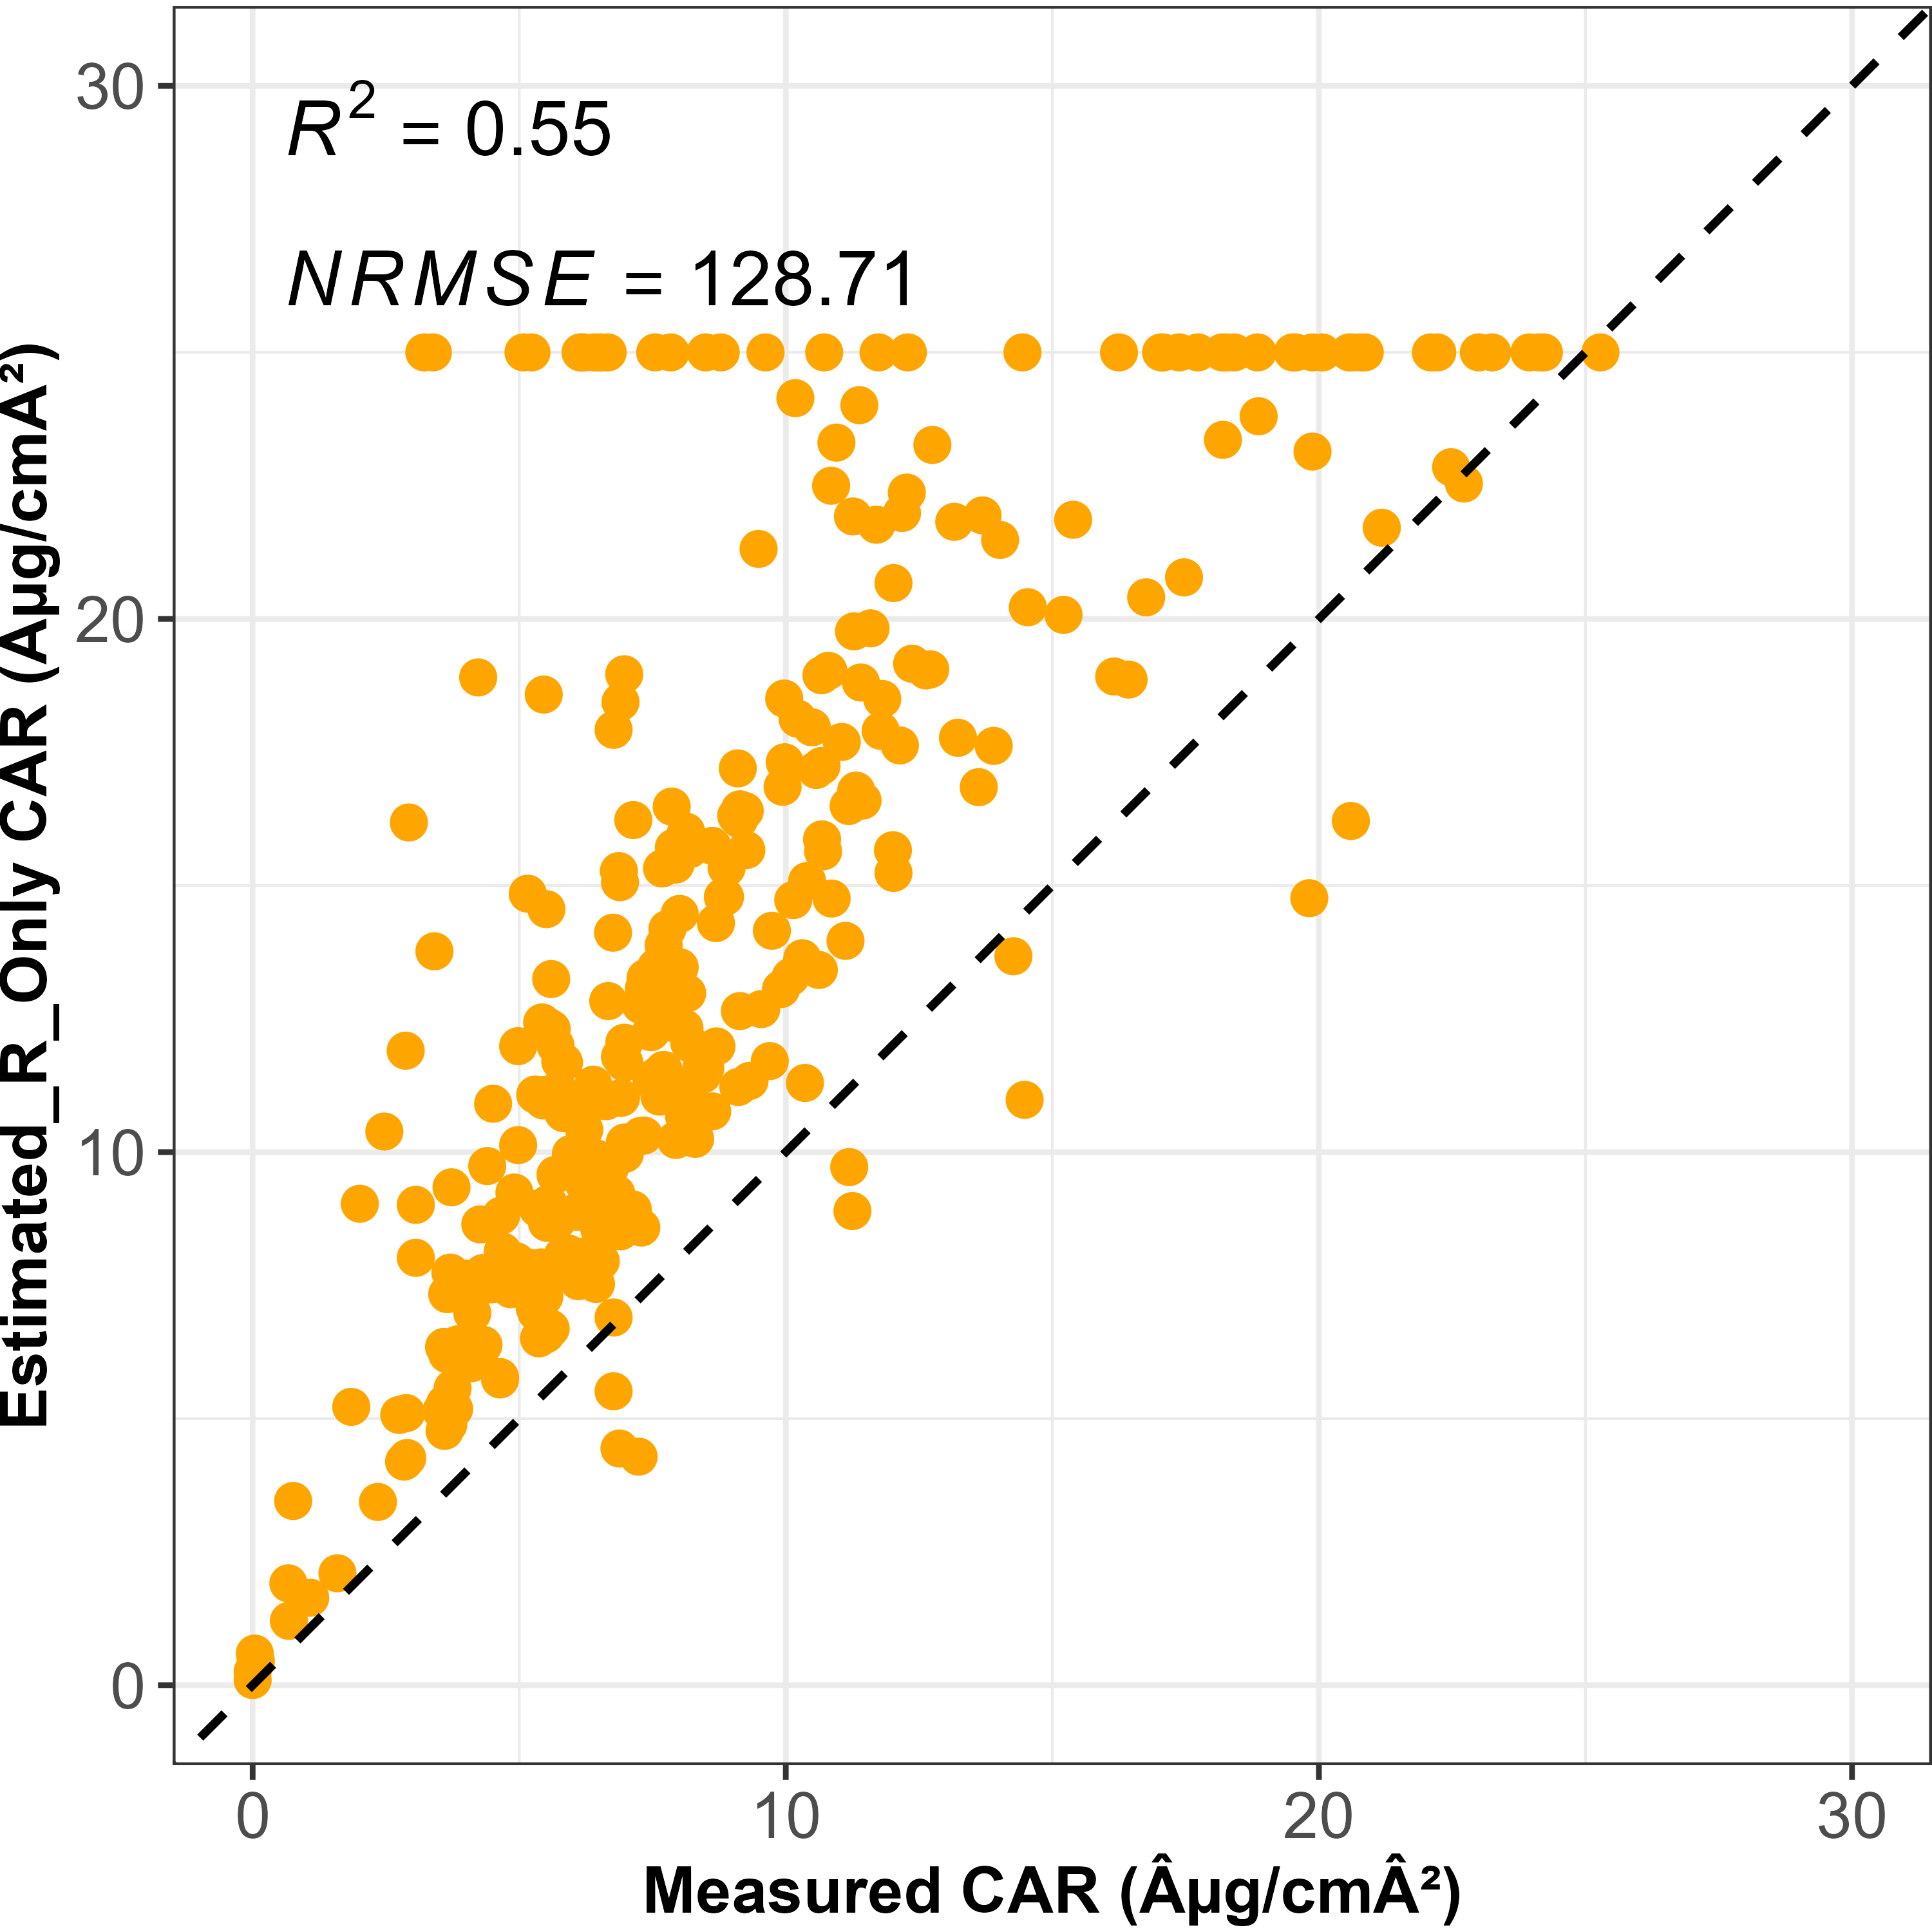 R² = 0.55
NRMSE = 128.71
Estimated_R_Only CAR (Âµg/cmÂ²)
30
20
10
0
0 10 20 30
Measured CAR (Âµg/cmÂ²)